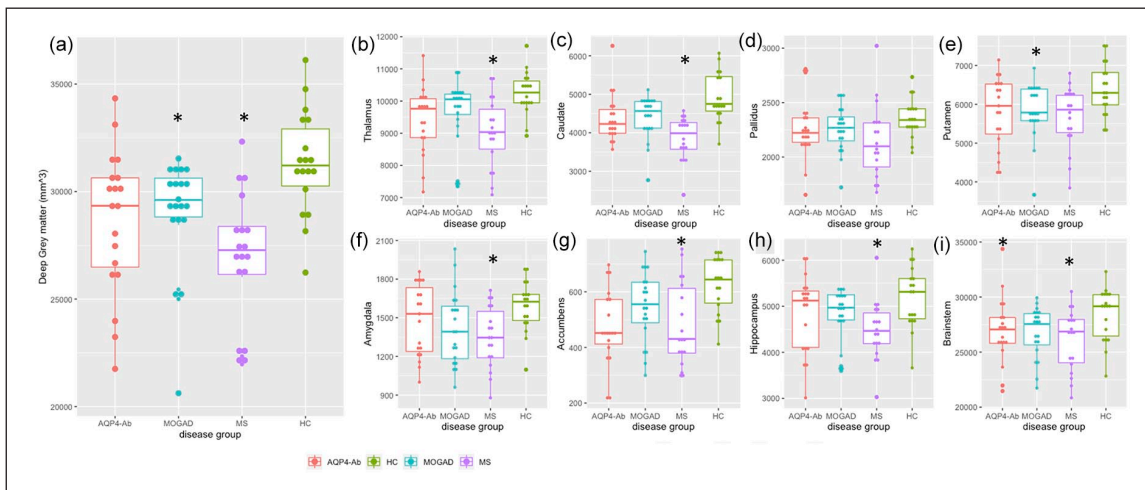 (a)
Deep Grey matter (mm^3)
35000
30000
25000
20000
*
*
AQP4-Ab MOGAD MS HC
disease group
(b)
Thalamus
12000
11000
10000
9000
8000
7000
*
AQP4-Ab MOGAD MS HC
disease group
(c)
Caudate
6000
5000
4000
3000
*
AQP4-Ab MOGAD MS HC
disease group
(d)
Pallidus
3000
2500
2000
AQP4-Ab MOGAD MS HC
disease group
(e)
Putamen
7000
6000
5000
4000
*
AQP4-Ab MOGAD MS HC
disease group
(f)
Amygdala
1800
1500
1200
900
*
AQP4-Ab MOGAD MS HC
disease group
(g)
Accumbens
800
600
400
200
*
AQP4-Ab MOGAD MS HC
disease group
(h)
Hippocampus
6000
5000
4000
3000
*
AQP4-Ab MOGAD MS HC
disease group
(i)
Brainstem
35000
30000
25000
20000
*
*
AQP4-Ab MOGAD MS HC
disease group
AQP4-Ab HC MOGAD MS